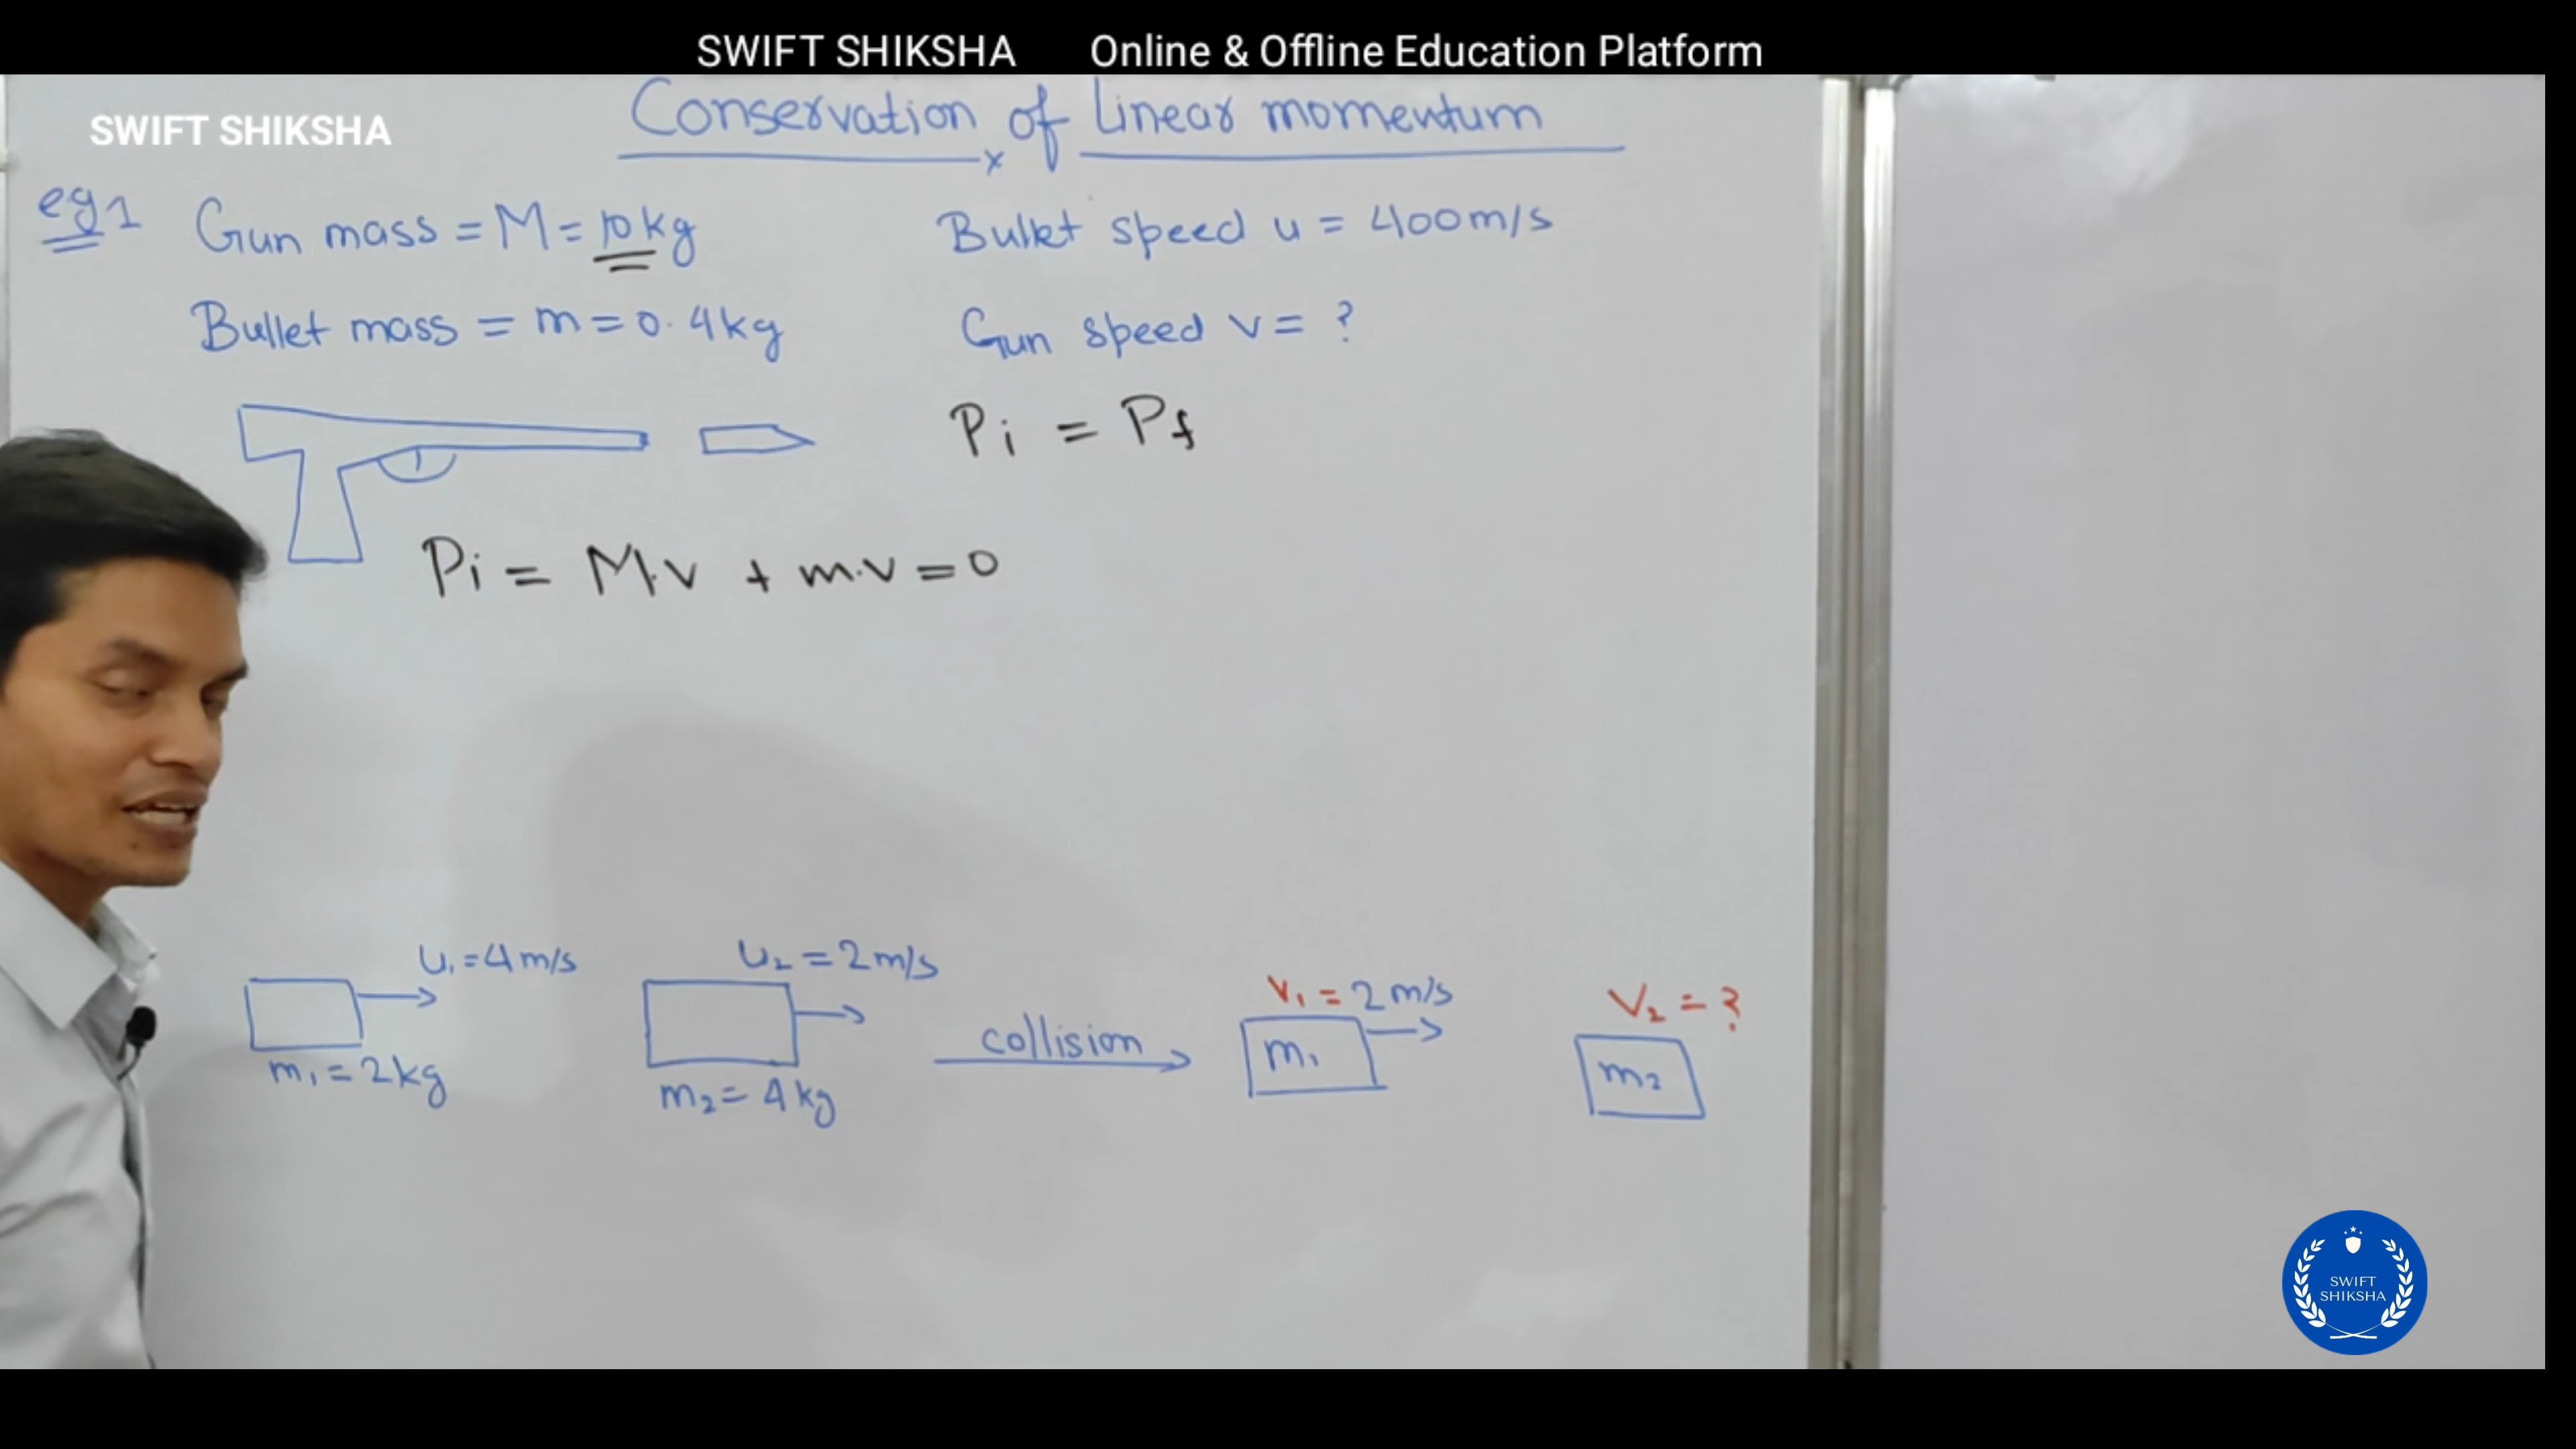 SWIFT SHIKSHA Online & Offline Education Platform
SWIFT SHIKSHA
Conservation of Linear momentum
eg 1 Gun mass = M = 10 kg
Bullet speed u = 400 m/s
Bullet mass = m = 0.4 kg
Gun speed v = ?
Pi = Pf
Pi = M.v + m.v = 0
u₁ = 4 m/s
u₂ = 2 m/s
v₁ = 2 m/s
V₂ = ?
collision
m₁
m₂
m₁ = 2 kg
m₂ = 4 kg
SWIFT
SHIKSHA